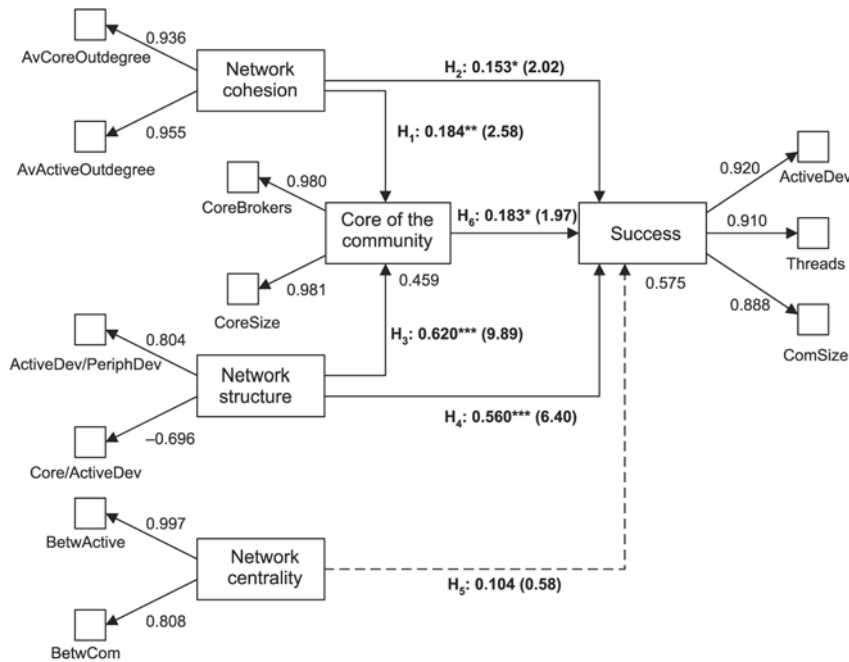 0.936
AvCoreOutdegree
Network
cohesion
0.955
AvActiveOutdegree
H₂: 0.153* (2.02)
H₁: 0.184** (2.58)
0.980
CoreBrokers
Core of the
community
0.981
CoreSize
0.459
H₆: 0.183* (1.97)
Success
0.575
0.920
ActiveDev
0.910
Threads
0.888
ComSize
0.804
ActiveDev/PeriphDev
Network
structure
–0.696
Core/ActiveDev
H₃: 0.620*** (9.89)
H₄: 0.560*** (6.40)
0.997
BetwActive
Network
centrality
0.808
BetwCom
H₅: 0.104 (0.58)